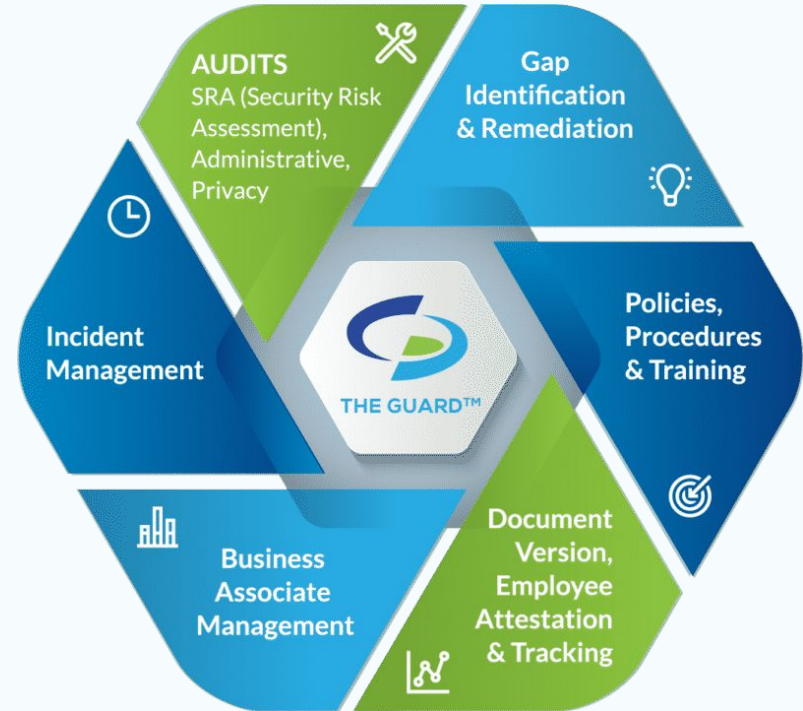 AUDITS
SRA (Security Risk
Assessment),
Administrative,
Privacy
Gap
Identification
& Remediation
Policies,
Procedures
& Training
Document
Version,
Employee
Attestation
& Tracking
Business
Associate
Management
Incident
Management
THE GUARD™